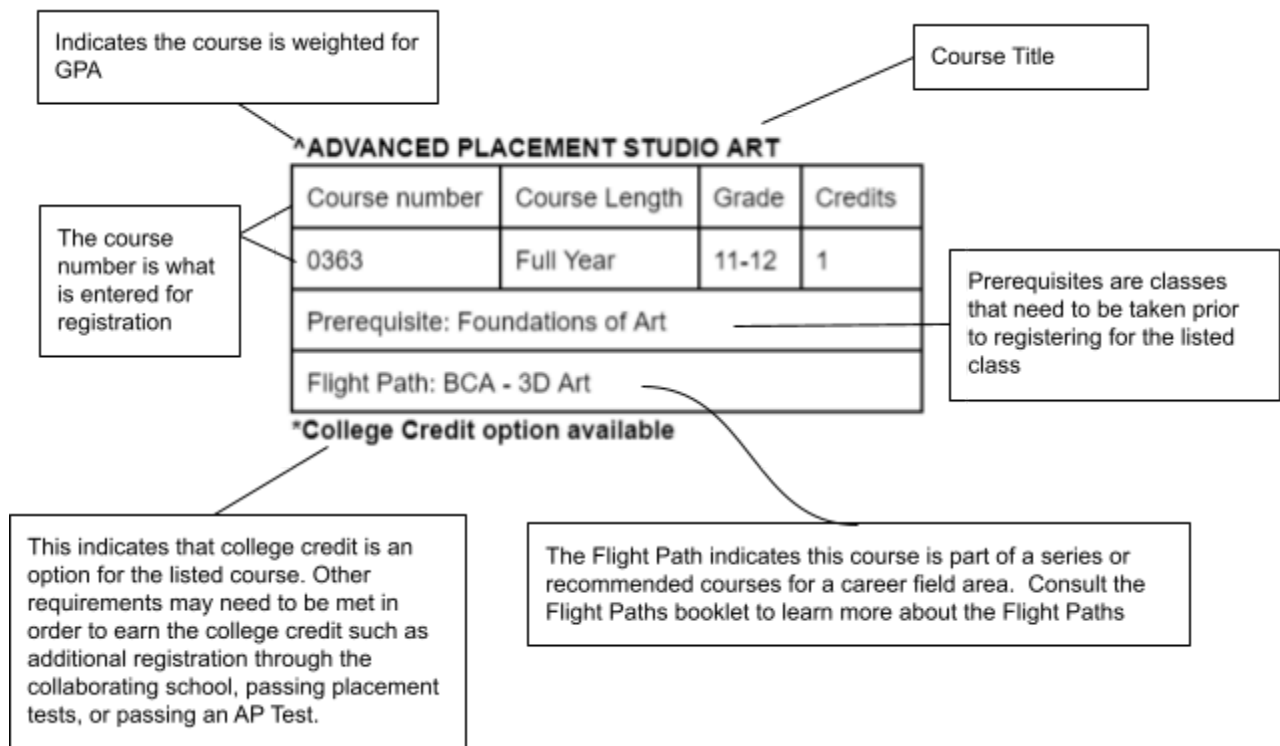 Indicates the course is weighted for
GPA
Course Title
^ADVANCED PLACEMENT STUDIO ART
Course number Course Length Grade Credits
0363 Full Year 11-12 1
Prerequisite: Foundations of Art
Flight Path: BCA - 3D Art
*College Credit option available
The course
number is what
is entered for
registration
Prerequisites are classes
that need to be taken prior
to registering for the listed
class
This indicates that college credit is an
option for the listed course. Other
requirements may need to be met in
order to earn the college credit such as
additional registration through the
collaborating school, passing placement
tests, or passing an AP Test.
The Flight Path indicates this course is part of a series or
recommended courses for a career field area.  Consult the
Flight Paths booklet to learn more about the Flight Paths